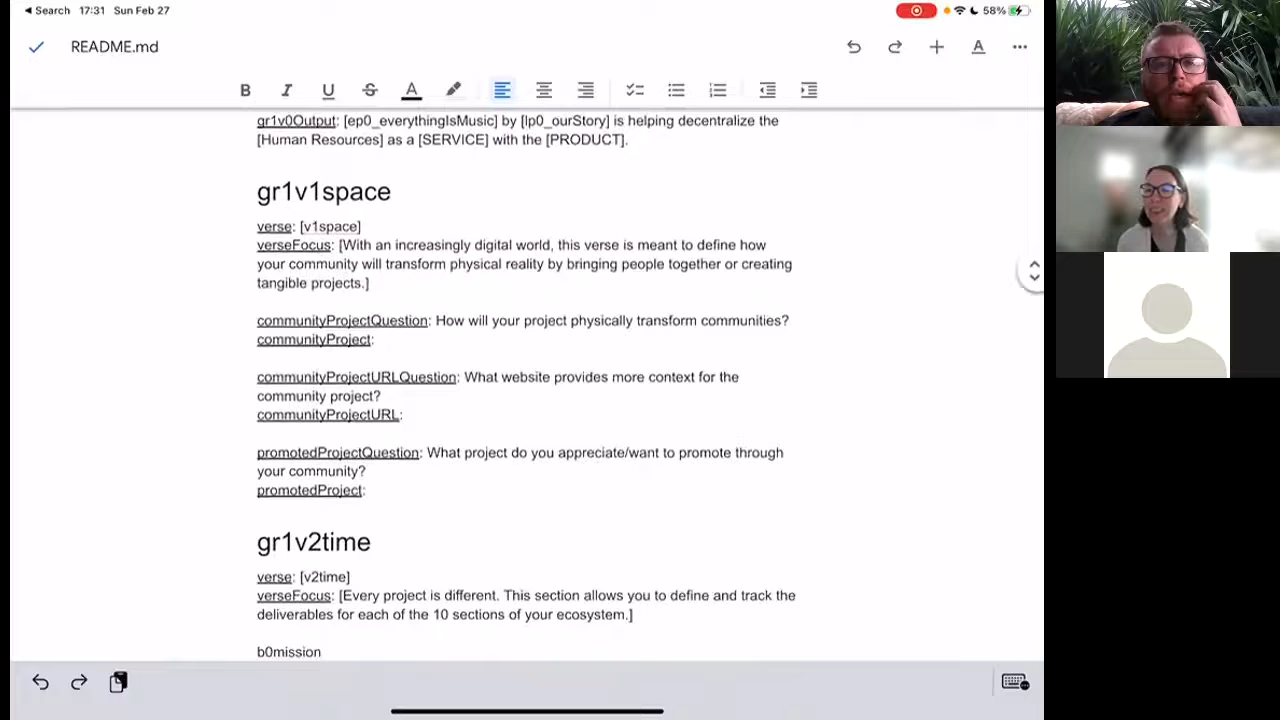 Search 17:31 Sun Feb 27 58%
README.md
B I U S A A
gr1v0Output: [ep0_everythingIsMusic] by [lp0_ourStory] is helping decentralize the
[Human Resources] as a [SERVICE] with the [PRODUCT].
gr1v1space
verse: [v1space]
verseFocus: [With an increasingly digital world, this verse is meant to define how
your community will transform physical reality by bringing people together or creating
tangible projects.]
communityProjectQuestion: How will your project physically transform communities?
communityProject:
communityProjectURLQuestion: What website provides more context for the
community project?
communityProjectURL:
promotedProjectQuestion: What project do you appreciate/want to promote through
your community?
promotedProject:
gr1v2time
verse: [v2time]
verseFocus: [Every project is different. This section allows you to define and track the
deliverables for each of the 10 sections of your ecosystem.]
b0mission